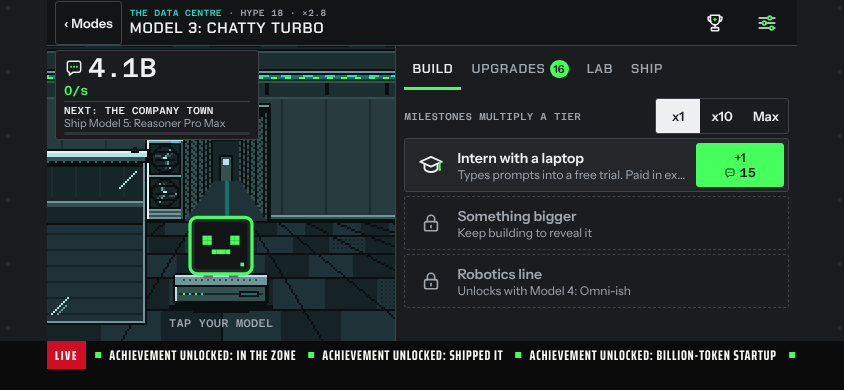 ‹ Modes
THE DATA CENTRE · HYPE 18 · ×2.8
MODEL 3: CHATTY TURBO
4.1B
0/s
NEXT: THE COMPANY TOWN
Ship Model 5: Reasoner Pro Max
TAP YOUR MODEL
BUILD UPGRADES 16 LAB SHIP
MILESTONES MULTIPLY A TIER
x1 x10 Max
Intern with a laptop
Types prompts into a free trial. Paid in ex...
+1
15
Something bigger
Keep building to reveal it
Robotics line
Unlocks with Model 4: Omni-ish
LIVE ACHIEVEMENT UNLOCKED: IN THE ZONE ACHIEVEMENT UNLOCKED: SHIPPED IT ACHIEVEMENT UNLOCKED: BILLION-TOKEN STARTUP